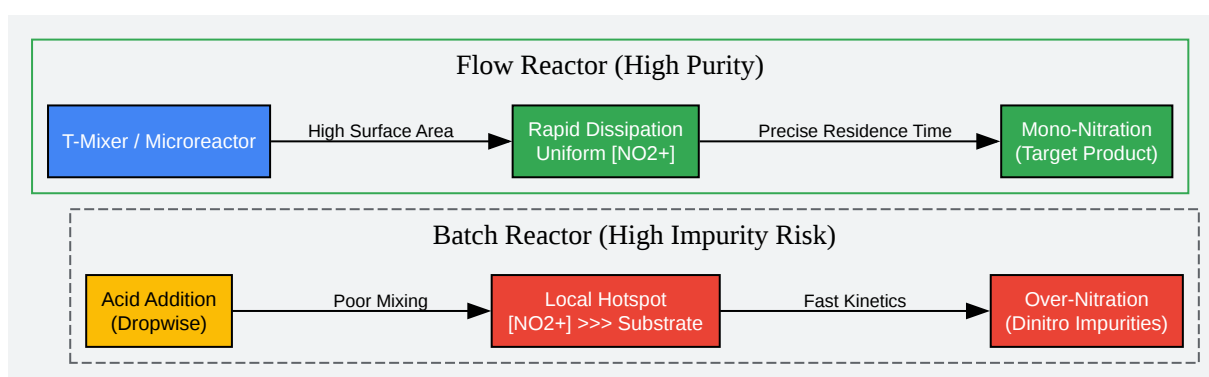 Flow Reactor (High Purity)
T-Mixer / Microreactor
High Surface Area
Rapid Dissipation
Uniform [NO2+]
Precise Residence Time
Mono-Nitration
(Target Product)
Batch Reactor (High Impurity Risk)
Acid Addition
(Dropwise)
Poor Mixing
Local Hotspot
[NO2+] >>> Substrate
Fast Kinetics
Over-Nitration
(Dinitro Impurities)